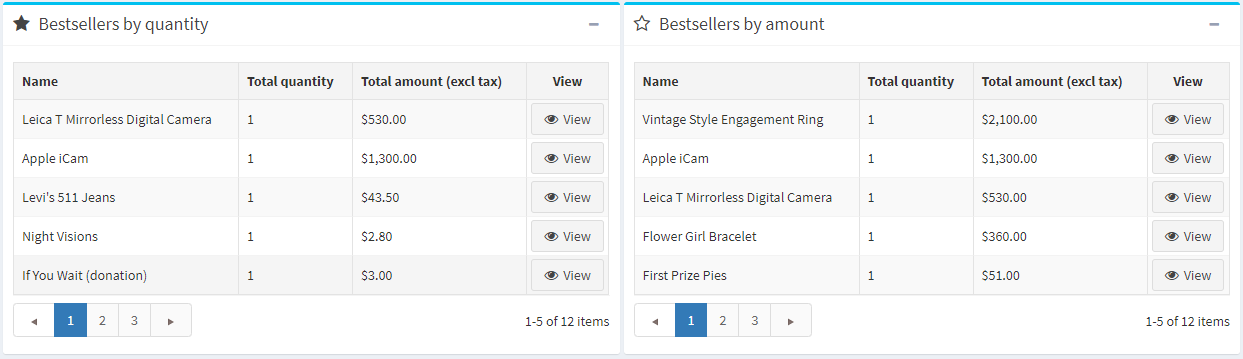 Bestsellers by quantity
Name Total quantity Total amount (excl tax) View
Leica T Mirrorless Digital Camera 1 $530.00 View
Apple iCam 1 $1,300.00 View
Levi's 511 Jeans 1 $43.50 View
Night Visions 1 $2.80 View
If You Wait (donation) 1 $3.00 View
1 2 3 1-5 of 12 items
Bestsellers by amount
Name Total quantity Total amount (excl tax) View
Vintage Style Engagement Ring 1 $2,100.00 View
Apple iCam 1 $1,300.00 View
Leica T Mirrorless Digital Camera 1 $530.00 View
Flower Girl Bracelet 1 $360.00 View
First Prize Pies 1 $51.00 View
1 2 3 1-5 of 12 items